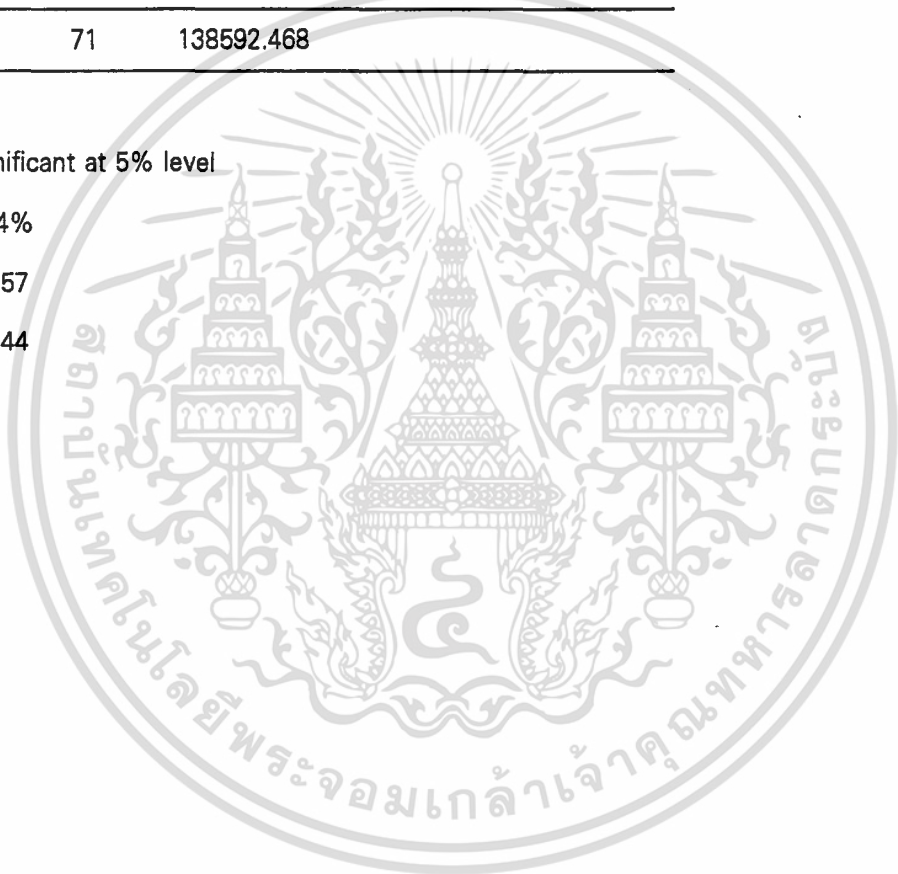 71 138592.468
nificant at 5% level
4%
57
44
สถาบันเทคโนโลยีพระจอมเกล้าเจ้าคุณทหารลาดกระบัง